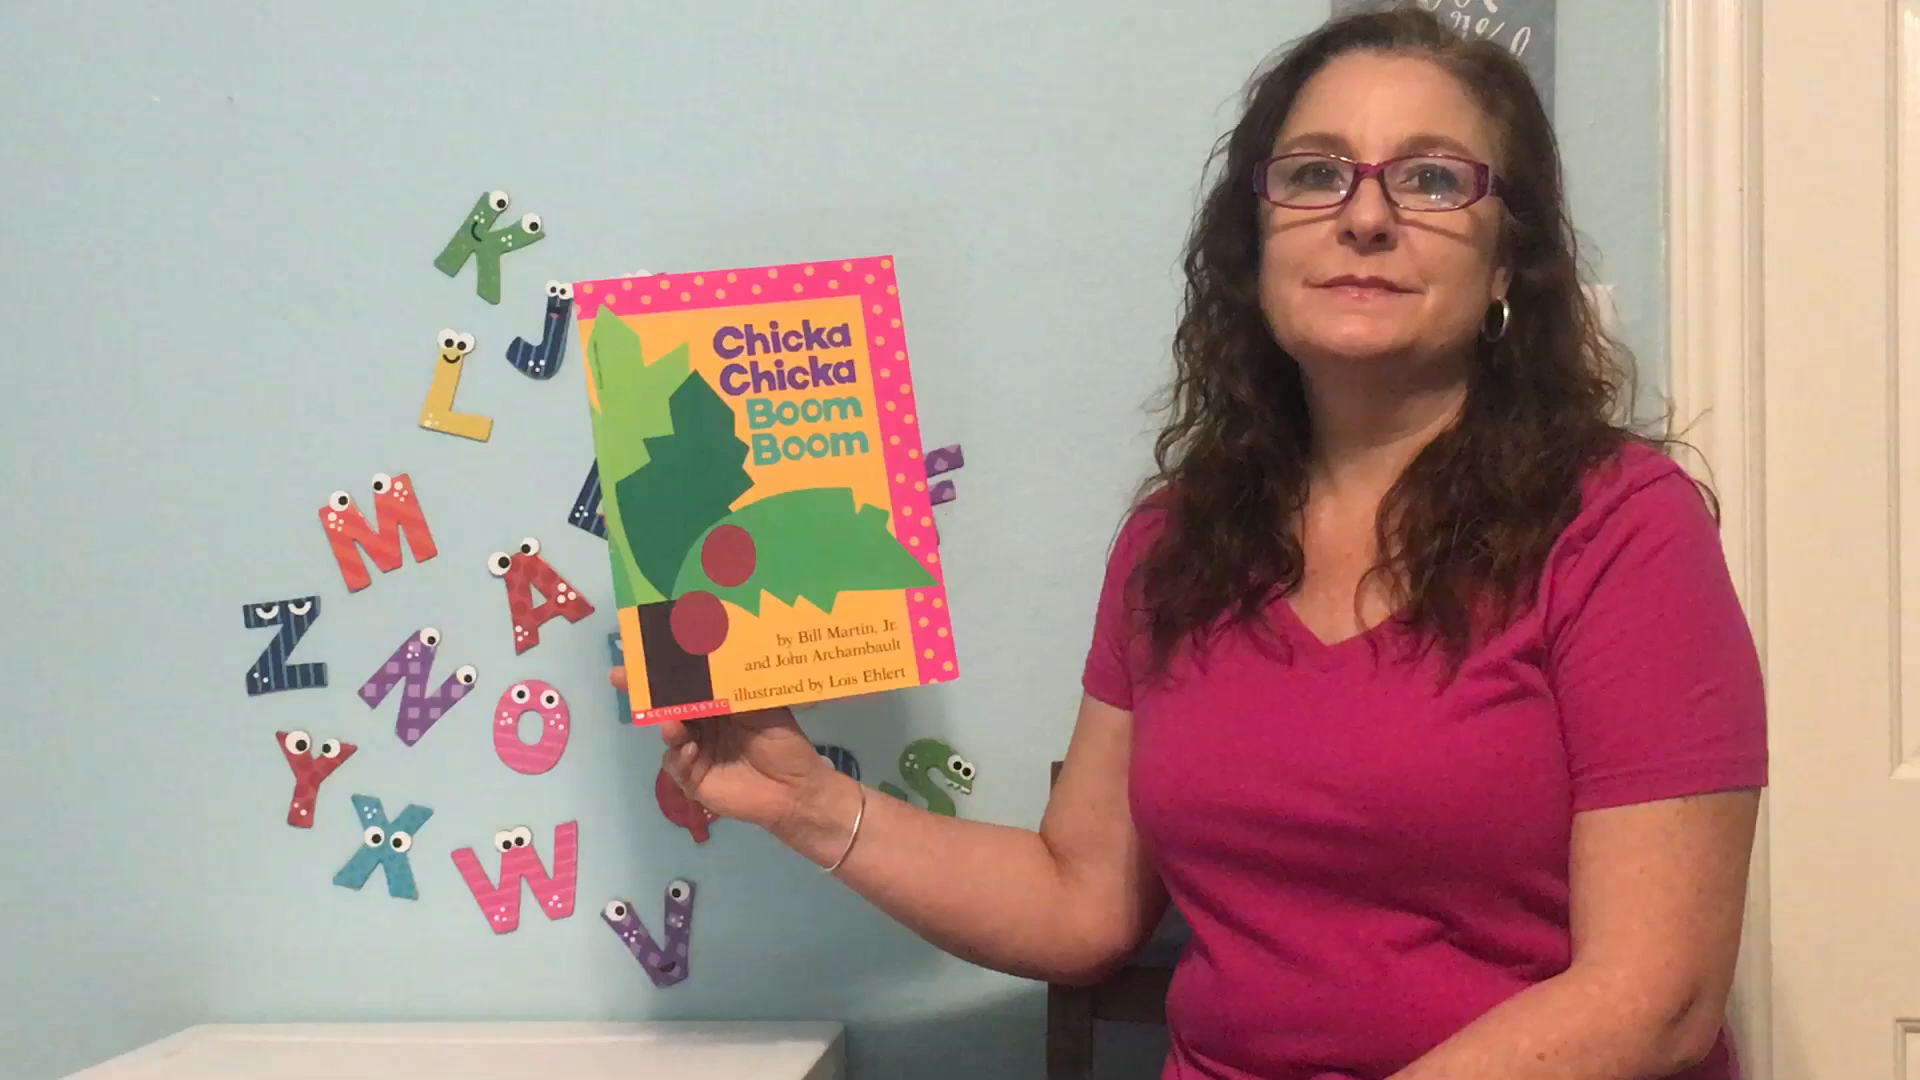 K
J
L
M
A
Z
N
O
Y
X
W
V
S
Chicka
Chicka
Boom
Boom
by Bill Martin, Jr.
and John Archambault
illustrated by Lois Ehlert
SCHOLASTIC